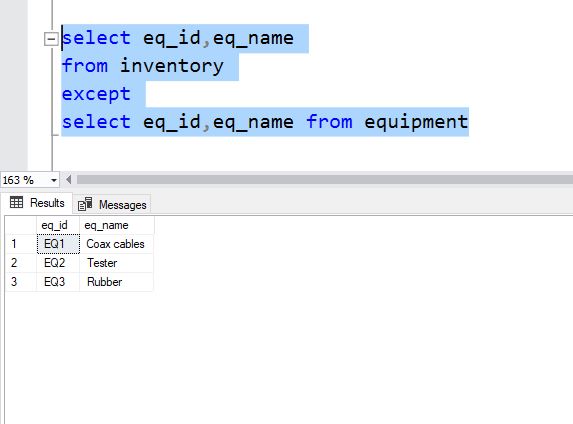 select eq_id,eq_name
from inventory
except
select eq_id,eq_name from equipment
163 %
Results Messages
eq_id eq_name
1 EQ1 Coax cables
2 EQ2 Tester
3 EQ3 Rubber